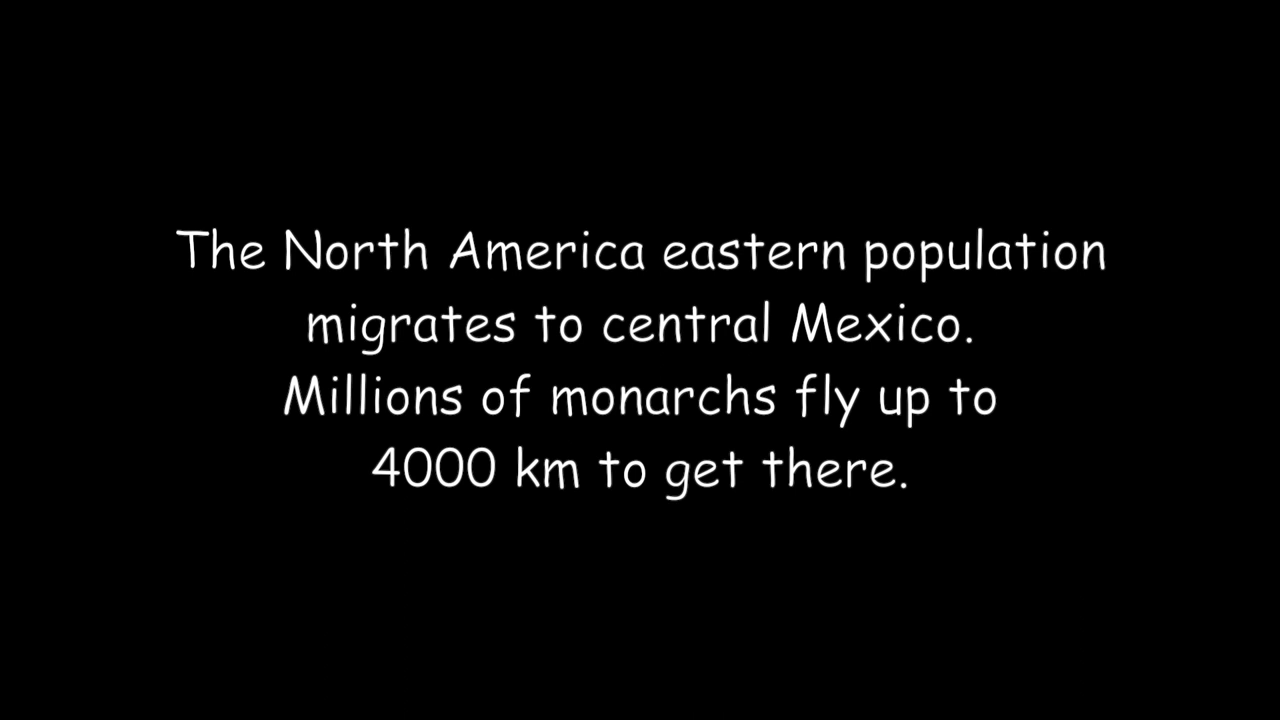 The North America eastern population
migrates to central Mexico.
Millions of monarchs fly up to
4000 km to get there.